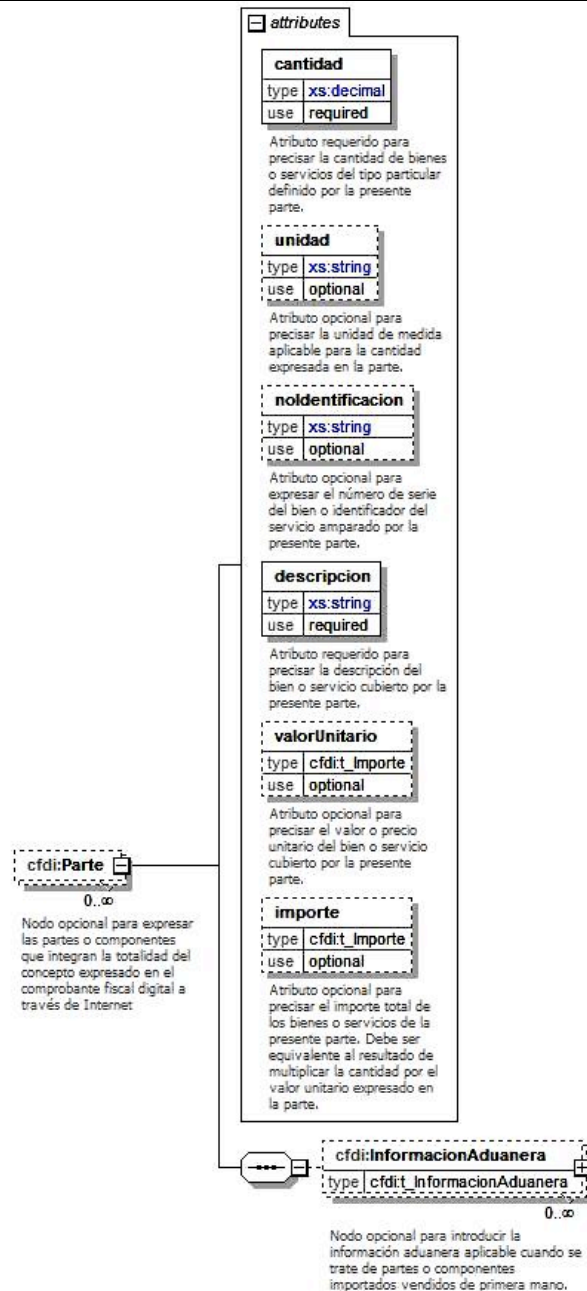 attributes
cantidad
type xs:decimal
use required
Atributo requerido para
precisar la cantidad de bienes
o servicios del tipo particular
definido por la presente
parte.
unidad
type xs:string
use optional
Atributo opcional para
precisar la unidad de medida
aplicable para la cantidad
expresada en la parte.
noIdentificacion
type xs:string
use optional
Atributo opcional para
expresar el número de serie
del bien o identificador del
servicio amparado por la
presente parte.
descripcion
type xs:string
use required
Atributo requerido para
precisar la descripción del
bien o servicio cubierto por la
presente parte.
valorUnitario
type cfdi:t_Importe
use optional
Atributo opcional para
precisar el valor o precio
unitario del bien o servicio
cubierto por la presente
parte.
importe
type cfdi:t_Importe
use optional
Atributo opcional para
precisar el importe total de
los bienes o servicios de la
presente parte. Debe ser
equivalente al resultado de
multiplicar la cantidad por el
valor unitario expresado en
la parte.
cfdi:Parte
0..∞
Nodo opcional para expresar
las partes o componentes
que integran la totalidad del
concepto expresado en el
comprobante fiscal digital a
través de Internet
cfdi:InformacionAduanera
type cfdi:t_InformacionAduanera
0..∞
Nodo opcional para introducir la
información aduanera aplicable cuando se
trate de partes o componentes
importados vendidos de primera mano.